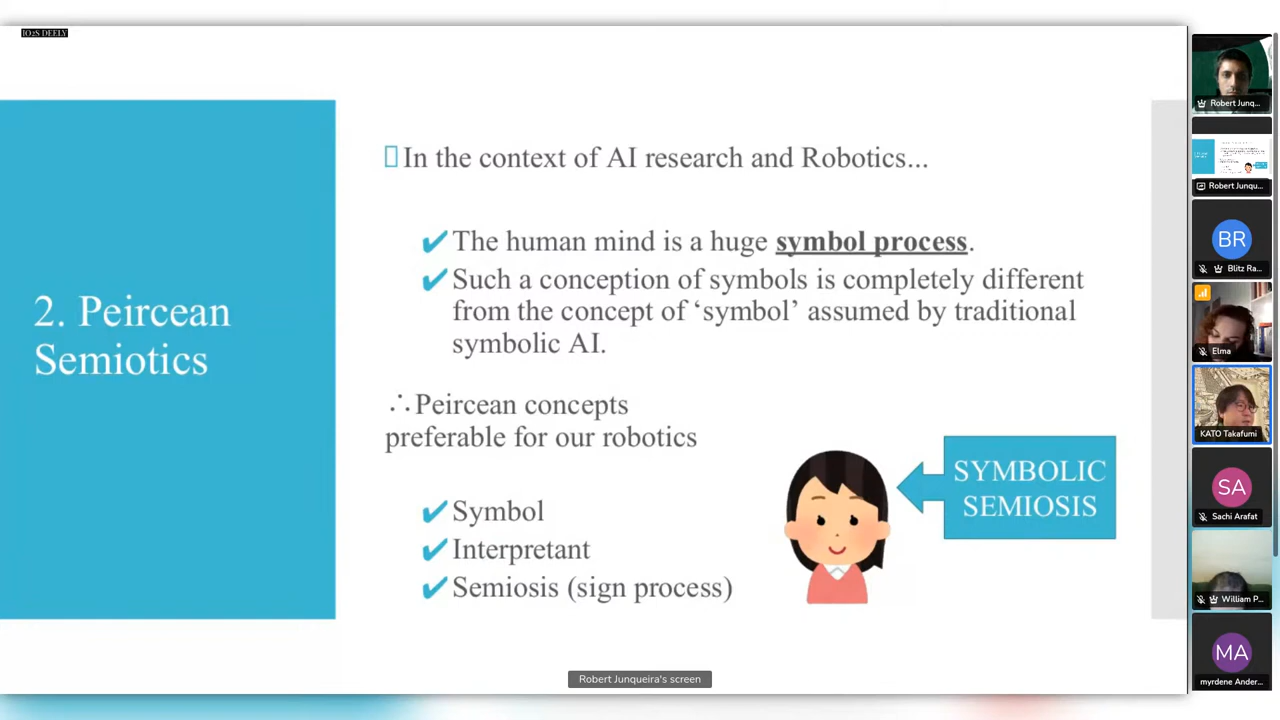 IO2S DEELY
2. Peircean
Semiotics
In the context of AI research and Robotics...
✔ The human mind is a huge symbol process.
✔ Such a conception of symbols is completely different
from the concept of ‘symbol’ assumed by traditional
symbolic AI.
∴Peircean concepts
preferable for our robotics
✔ Symbol
✔ Interpretant
✔ Semiosis (sign process)
SYMBOLIC
SEMIOSIS
Robert Junqueira's screen
Robert Junq...
Robert Junqu...
BR
Blitz Ra...
Elma
KATO Takafumi
SA
Sachi Arafat
William P...
MA
myrdene Ander...